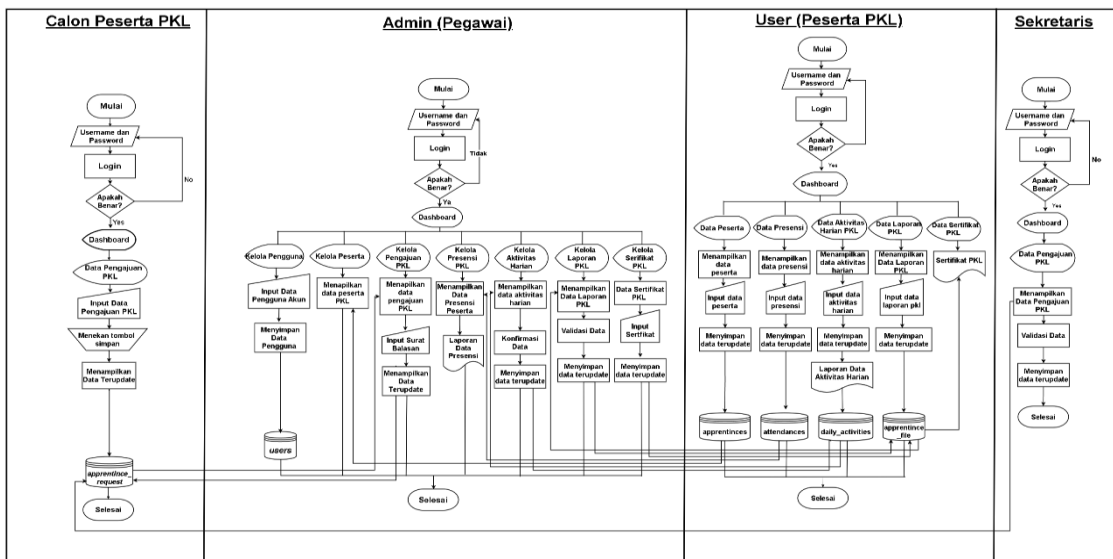 Calon Peserta PKL
Mulai
Username dan
Password
Login
No
Apakah
Benar?
Yes
Dashboard
Data Pengajuan
PKL
Input Data
Pengajuan PKL
Menekan tombol
simpan
Menampilkan
Data Terupdate
apprentince_
request
Selesai
Admin (Pegawai)
Mulai
Username dan
Password
Login
Tidak
Apakah
Benar?
Ya
Dashboard
Kelola Pengguna
Input Data
Pengguna Akun
Menyimpan
Data Pengguna
users
Kelola Peserta
Menapilkan data
peserta PKL
Kelola
Pengajuan
PKL
Menapilkan
data
pengajuan
PKL
Input Surat
Balasan
Menampilkan
Data
Terupdate
Kelola
Presensi
PKL
Menampilkan
Data
Presensi
Peserta
Laporan
Data
Presensi
Kelola
Aktivitas
Harian
Menampilkan
data aktivitas
harian
Konfirmasi
Data
Menyimpan
data terupdate
Kelola
Laporan
PKL
Menampilkan
Data Laporan
PKL
Validasi Data
Menyimpan
data terupdate
Kelola
Serifikat
PKL
Data Sertifikat
PKL
Input
Sertfikat
Menyimpan
data terupdate
Selesai
User (Peserta PKL)
Mulai
Username dan
Password
Login
Apakah
Benar?
Yes
Dashboard
Data Peserta
Menampilkan
data
peserta
Input data
peserta
Menyimpan
data terupdate
apprentinces
Data Presensi
Menampilkan
data presensi
Input data
presensi
Menyimpan
data terupdate
attendances
Data Aktivitas
Harian PKL
Menampilkan
data aktivitas
harian
Input data
aktivitas
harian
Menyimpan
data terupdate
Laporan Data
Aktivitas Harian
daily_activities
Data Laporan
PKL
Menampilkan
Data Laporan
PKL
Input data
laporan pkl
Menyimpan
data terupdate
apprentince
_file
Data Sertifikat
PKL
Sertifikat PKL
Selesai
Sekretaris
Mulai
Username dan
Password
Login
No
Apakah
Benar?
Yes
Dashboard
Data Pengajuan
PKL
Menampilkan
Data Pengajuan
PKL
Validasi Data
Menyimpan
data terupdate
Selesai